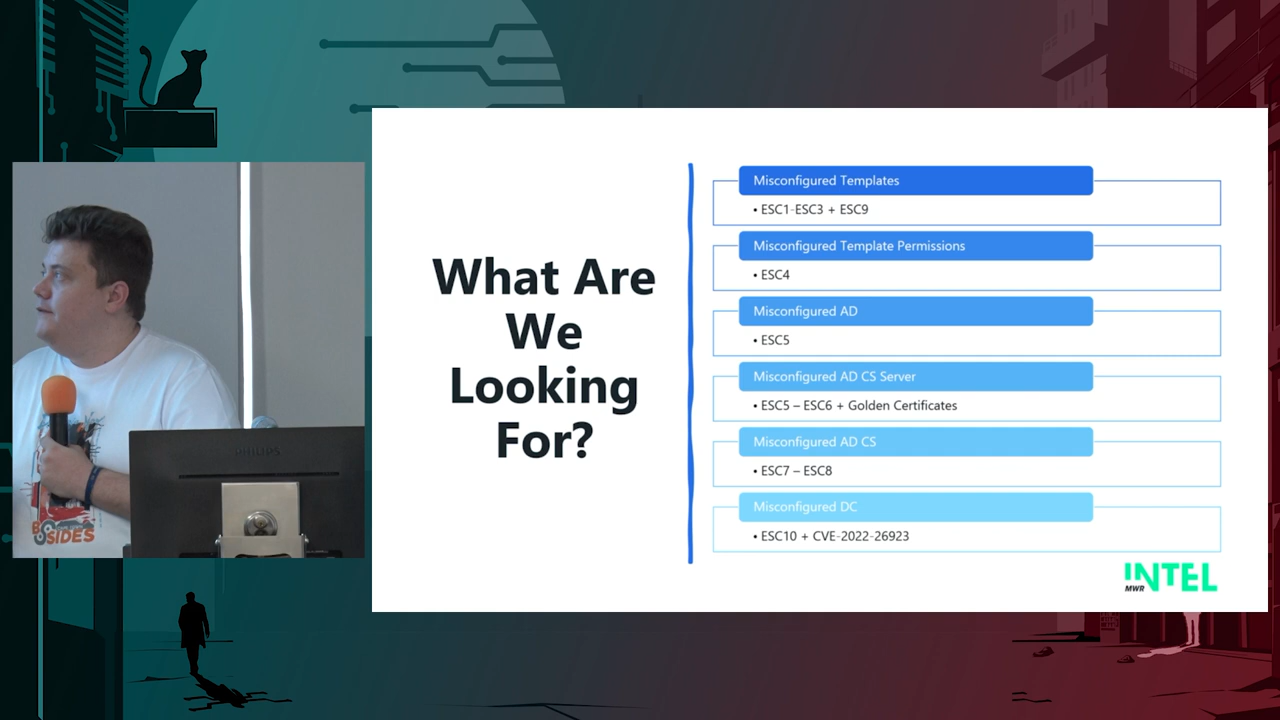 What Are
We
Looking
For?
Misconfigured Templates
• ESC1-ESC3 + ESC9
Misconfigured Template Permissions
• ESC4
Misconfigured AD
• ESC5
Misconfigured AD CS Server
• ESC5 – ESC6 + Golden Certificates
Misconfigured AD CS
• ESC7 – ESC8
Misconfigured DC
• ESC10 + CVE-2022-26923
MWR INTEL
PHILIPS
BSIDES